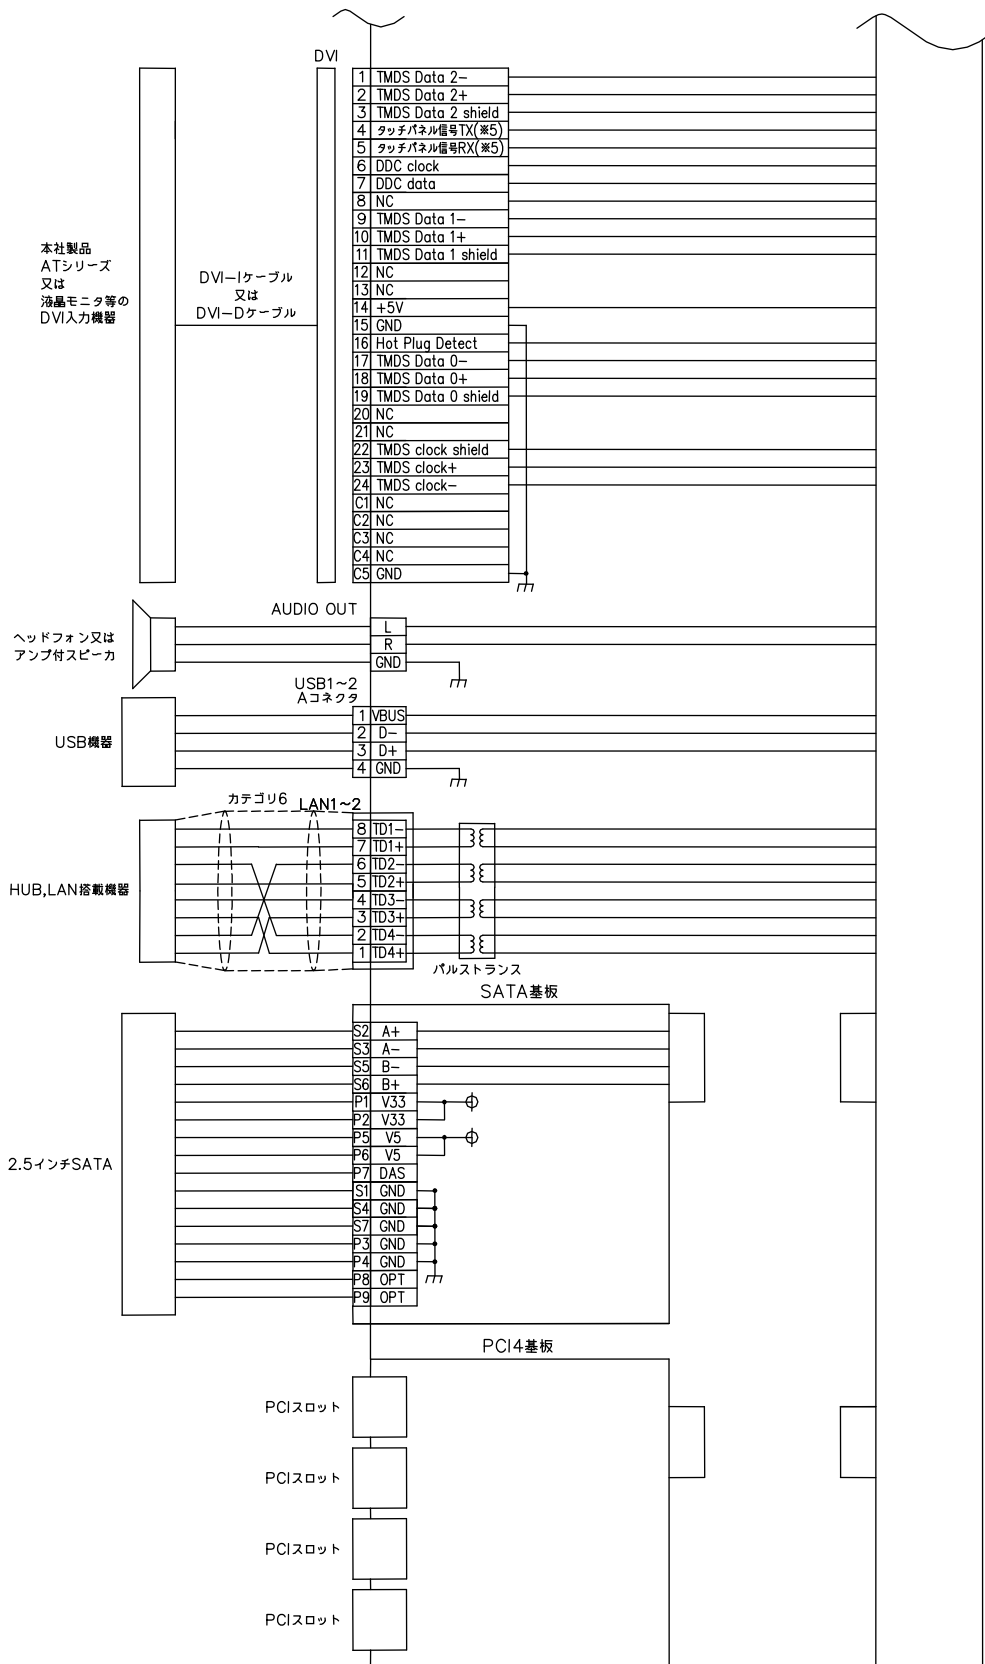 DVI
1 TMDS Data 2-
2 TMDS Data 2+
3 TMDS Data 2 shield
4 タッチパネル信号TX(※5)
5 タッチパネル信号RX(※5)
6 DDC clock
7 DDC data
8 NC
9 TMDS Data 1-
10 TMDS Data 1+
11 TMDS Data 1 shield
12 NC
13 NC
14 +5V
15 GND
16 Hot Plug Detect
17 TMDS Data 0-
18 TMDS Data 0+
19 TMDS Data 0 shield
20 NC
21 NC
22 TMDS clock shield
23 TMDS clock+
24 TMDS clock-
C1 NC
C2 NC
C3 NC
C4 NC
C5 GND
本社製品
ATシリーズ
又は
液晶モニタ等の
DVI入力機器
DVI-Iケーブル
又は
DVI-Dケーブル
AUDIO OUT
L
R
GND
ヘッドフォン又は
アンプ付スピーカ
USB1~2
Aコネクタ
1 VBUS
2 D-
3 D+
4 GND
USB機器
カテゴリ6
LAN1~2
8 TD1-
7 TD1+
6 TD2-
5 TD2+
4 TD3-
3 TD3+
2 TD4-
1 TD4+
HUB,LAN搭載機器
パルストランス
SATA基板
S2 A+
S3 A-
S5 B-
S6 B+
P1 V33
P2 V33
P5 V5
P6 V5
P7 DAS
S1 GND
S4 GND
S7 GND
P3 GND
P4 GND
P8 OPT
P9 OPT
2.5インチSATA
PCI4基板
PCIスロット
PCIスロット
PCIスロット
PCIスロット